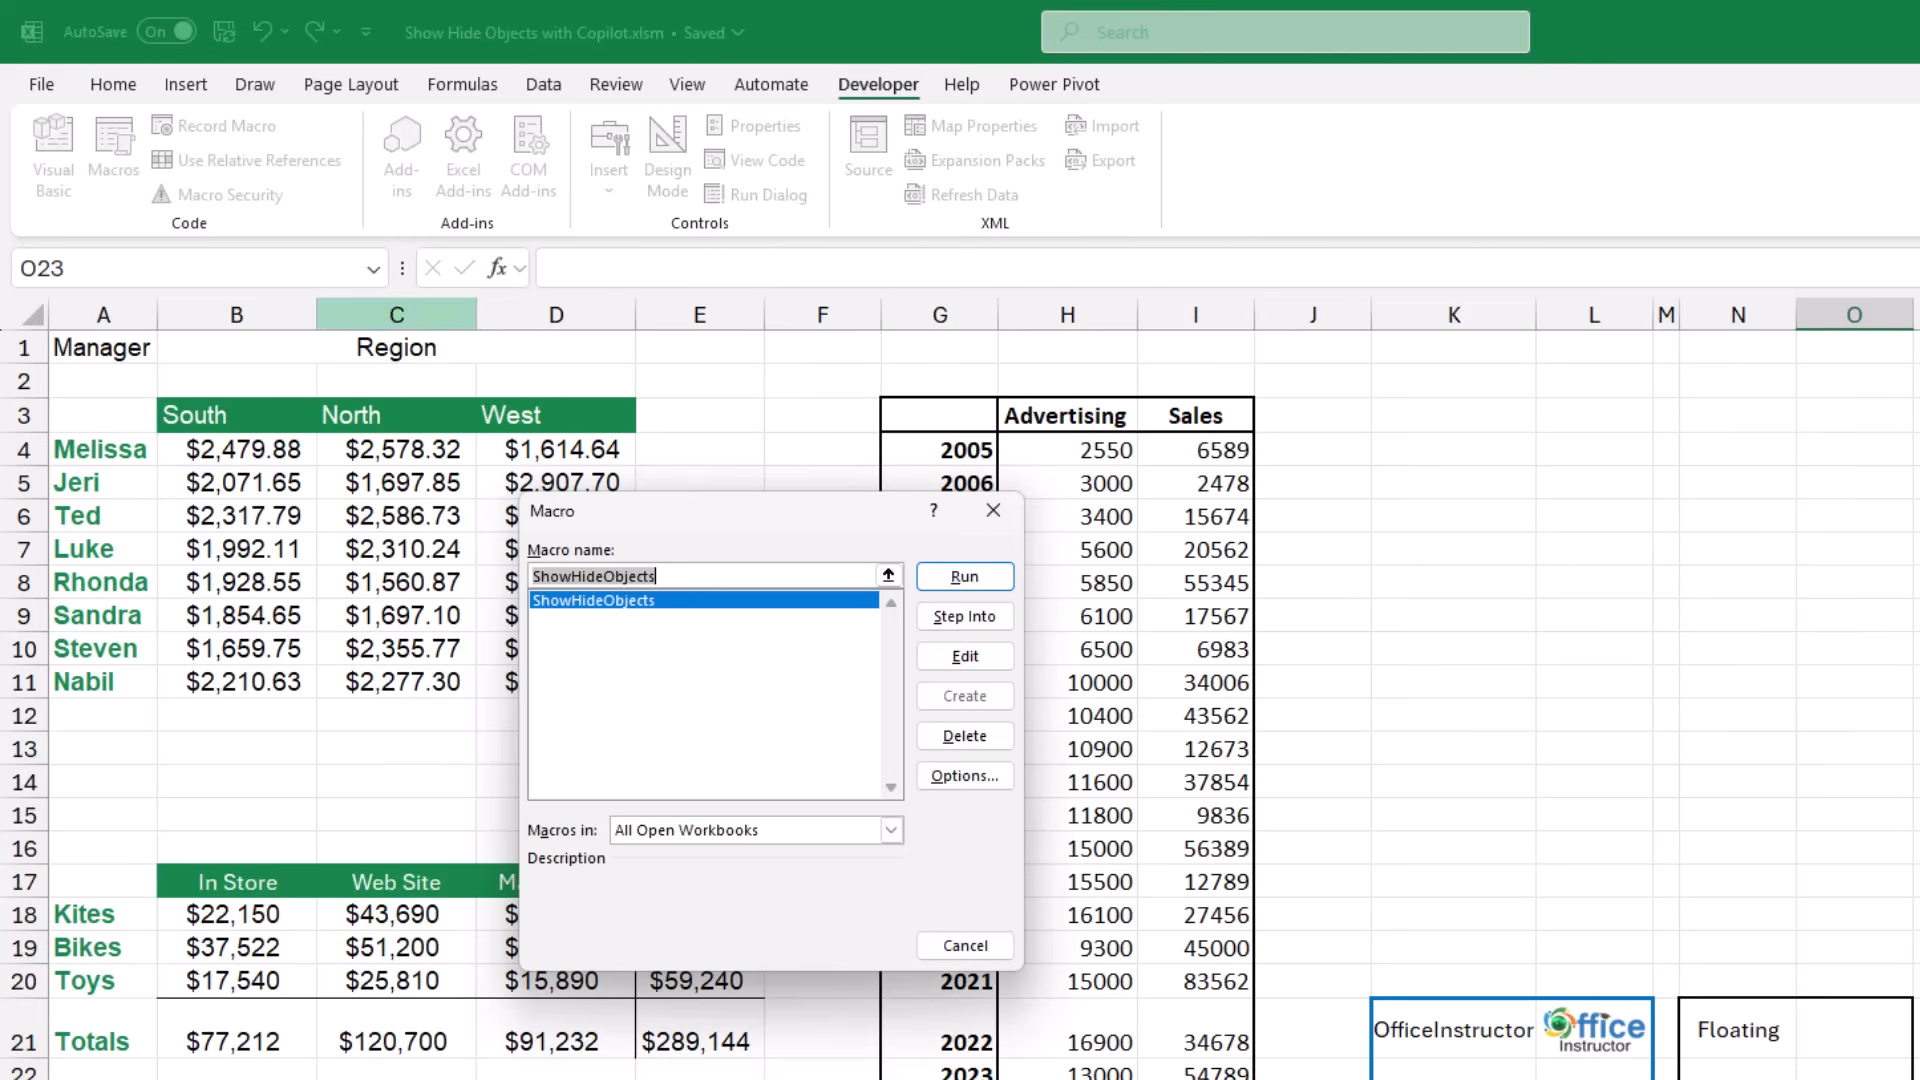 AutoSave On Show Hide Objects with Copilot.xlsm • Saved Search
File Home Insert Draw Page Layout Formulas Data Review View Automate Developer Help Power Pivot
Visual Basic
Macros
Record Macro
Use Relative References
Macro Security
Code
Add-ins
Excel Add-ins
COM Add-ins
Add-ins
Insert
Design Mode
Properties
View Code
Run Dialog
Controls
Source
Map Properties
Expansion Packs
Refresh Data
Import
Export
XML
O23 fx
A B C D E F G H I J K L M N O
1 Manager Region
2
3 South North West Advertising Sales
4 Melissa $2,479.88 $2,578.32 $1,614.64 2005 2550 6589
5 Jeri $2,071.65 $1,697.85 $2,907.70 2006 3000 2478
6 Ted $2,317.79 $2,586.73 $ 3400 15674
7 Luke $1,992.11 $2,310.24 $ 5600 20562
8 Rhonda $1,928.55 $1,560.87 $ 5850 55345
9 Sandra $1,854.65 $1,697.10 $ 6100 17567
10 Steven $1,659.75 $2,355.77 $ 6500 6983
11 Nabil $2,210.63 $2,277.30 $ 10000 34006
12 10400 43562
13 10900 12673
14 11600 37854
15 11800 9836
16 15000 56389
17 In Store Web Site 15500 12789
18 Kites $22,150 $43,690 $ 16100 27456
19 Bikes $37,522 $51,200 $ 9300 45000
20 Toys $17,540 $25,810 $15,890 $59,240 2021 15000 83562
21 Totals $77,212 $120,700 $91,232 $289,144 2022 16900 34678 OfficeInstructor Office Instructor Floating
22 2023 13000 54789
Macro ?
Macro name:
ShowHideObjects
ShowHideObjects
Run
Step Into
Edit
Create
Delete
Options...
Macros in: All Open Workbooks
Description
Cancel